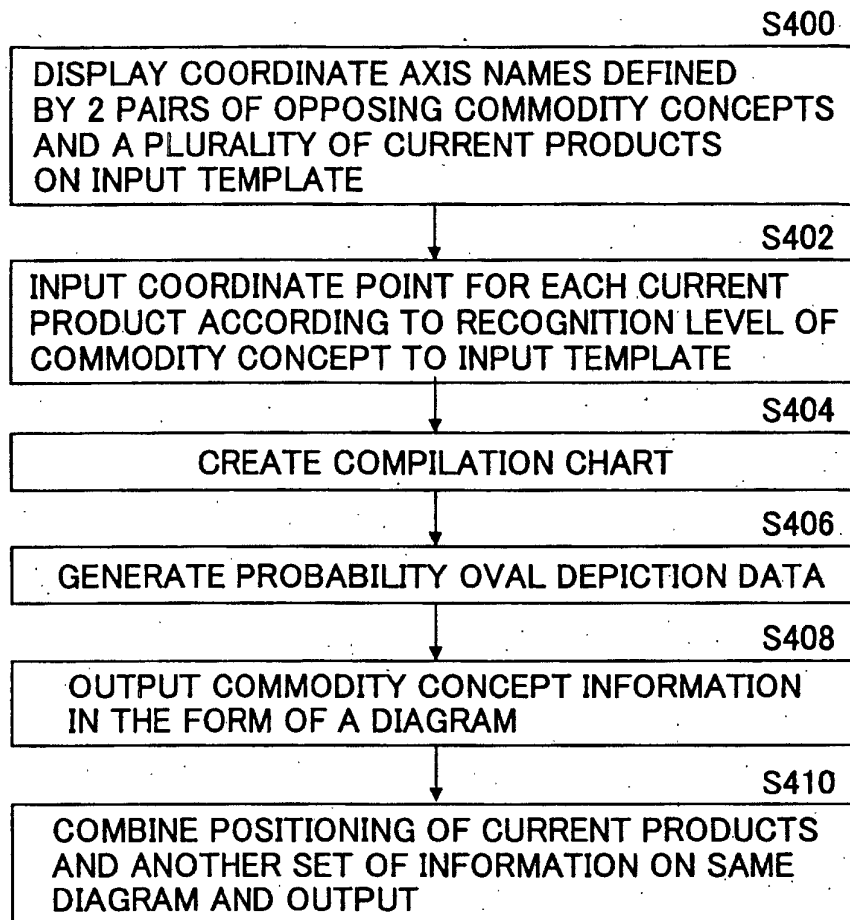 S400
DISPLAY COORDINATE AXIS NAMES DEFINED
BY 2 PAIRS OF OPPOSING COMMODITY CONCEPTS
AND A PLURALITY OF CURRENT PRODUCTS
ON INPUT TEMPLATE
S402
INPUT COORDINATE POINT FOR EACH CURRENT
PRODUCT ACCORDING TO RECOGNITION LEVEL OF
COMMODITY CONCEPT TO INPUT TEMPLATE
S404
CREATE COMPILATION CHART
S406
GENERATE PROBABILITY OVAL DEPICTION DATA
S408
OUTPUT COMMODITY CONCEPT INFORMATION
IN THE FORM OF A DIAGRAM
S410
COMBINE POSITIONING OF CURRENT PRODUCTS
AND ANOTHER SET OF INFORMATION ON SAME
DIAGRAM AND OUTPUT